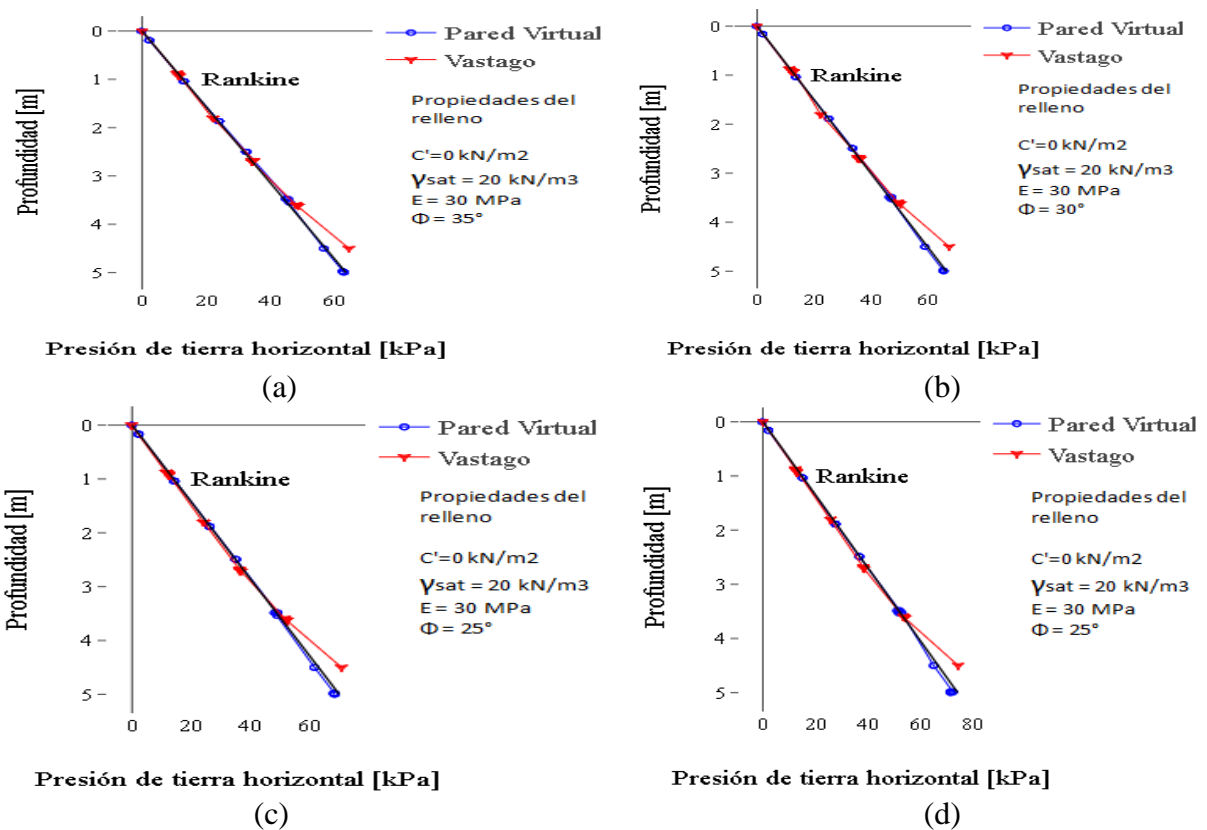 Pared Virtual
Vastago
Rankine
Propiedades del
relleno
C'=0 kN/m2
γsat = 20 kN/m3
E = 30 MPa
Φ = 35°
Profundidad [m]
0
1
2
3
4
5
0 20 40 60
Presión de tierra horizontal [kPa]
(a)
Pared Virtual
Vastago
Rankine
Propiedades del
relleno
C'=0 kN/m2
γsat = 20 kN/m3
E = 30 MPa
Φ = 30°
Profundidad [m]
0
1
2
3
4
5
0 20 40 60
Presión de tierra horizontal [kPa]
(b)
Pared Virtual
Vastago
Rankine
Propiedades del
relleno
C'=0 kN/m2
γsat = 20 kN/m3
E = 30 MPa
Φ = 25°
Profundidad [m]
0
1
2
3
4
5
0 20 40 60
Presión de tierra horizontal [kPa]
(c)
Pared Virtual
Vastago
Rankine
Propiedades del
relleno
C'=0 kN/m2
γsat = 20 kN/m3
E = 30 MPa
Φ = 25°
Profundidad [m]
0
1
2
3
4
5
0 20 40 60 80
Presión de tierra horizontal [kPa]
(d)